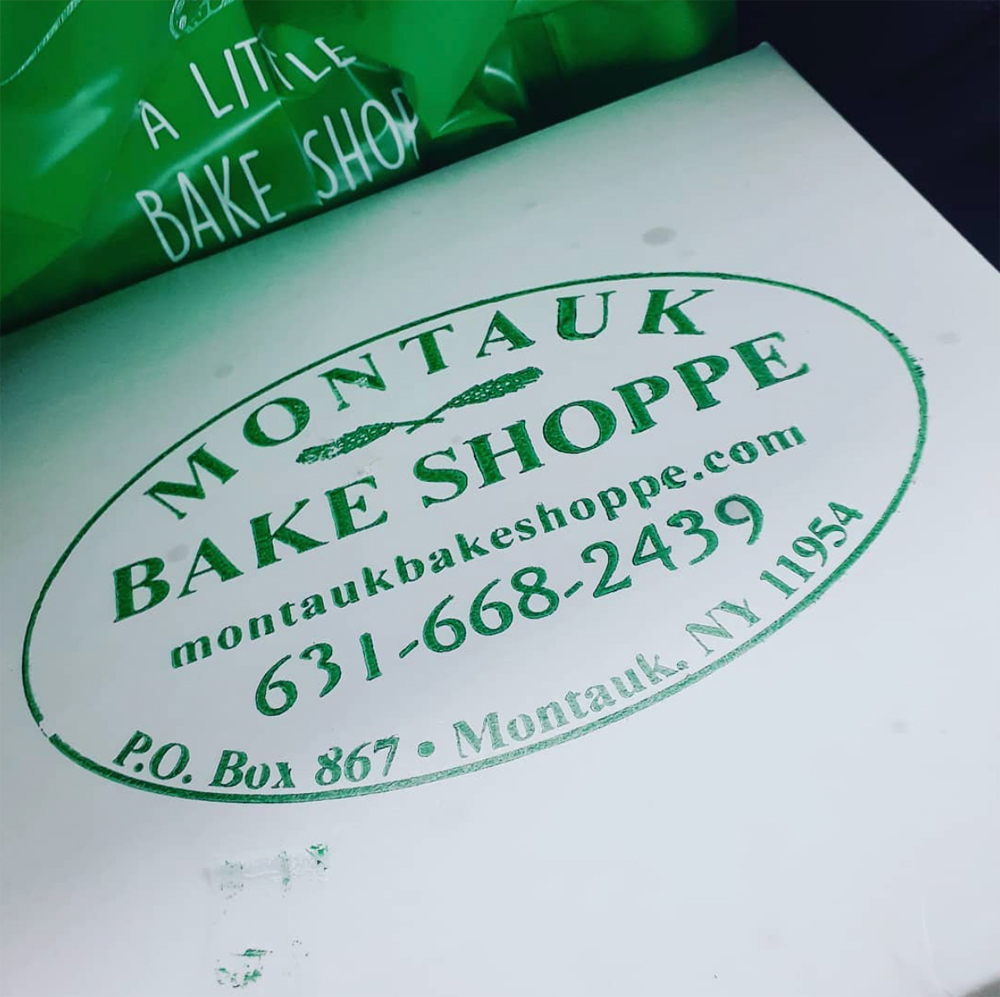 A LITTLE
BAKE SHOP
MONTAUK
BAKE SHOPPE
montaukbakeshoppe.com
631-668-2439
P.O. Box 867 • Montauk, NY 11954